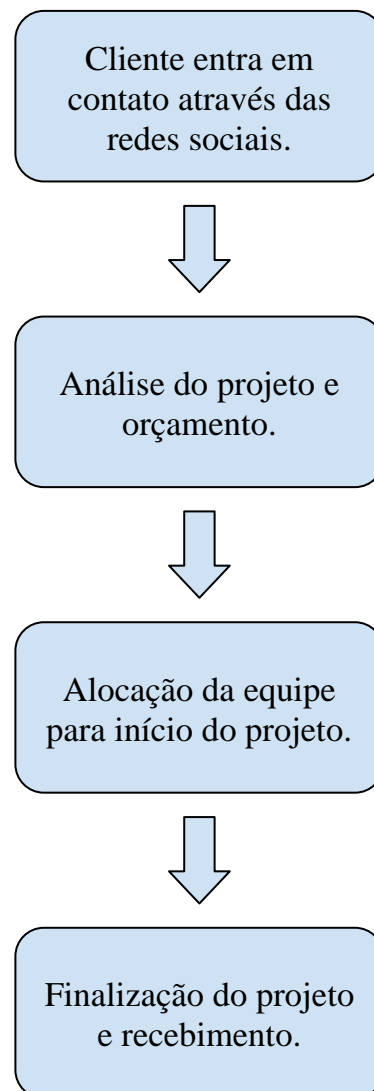 Cliente entra em
contato através das
redes sociais.
Análise do projeto e
orçamento.
Alocação da equipe
para início do projeto.
Finalização do projeto
e recebimento.